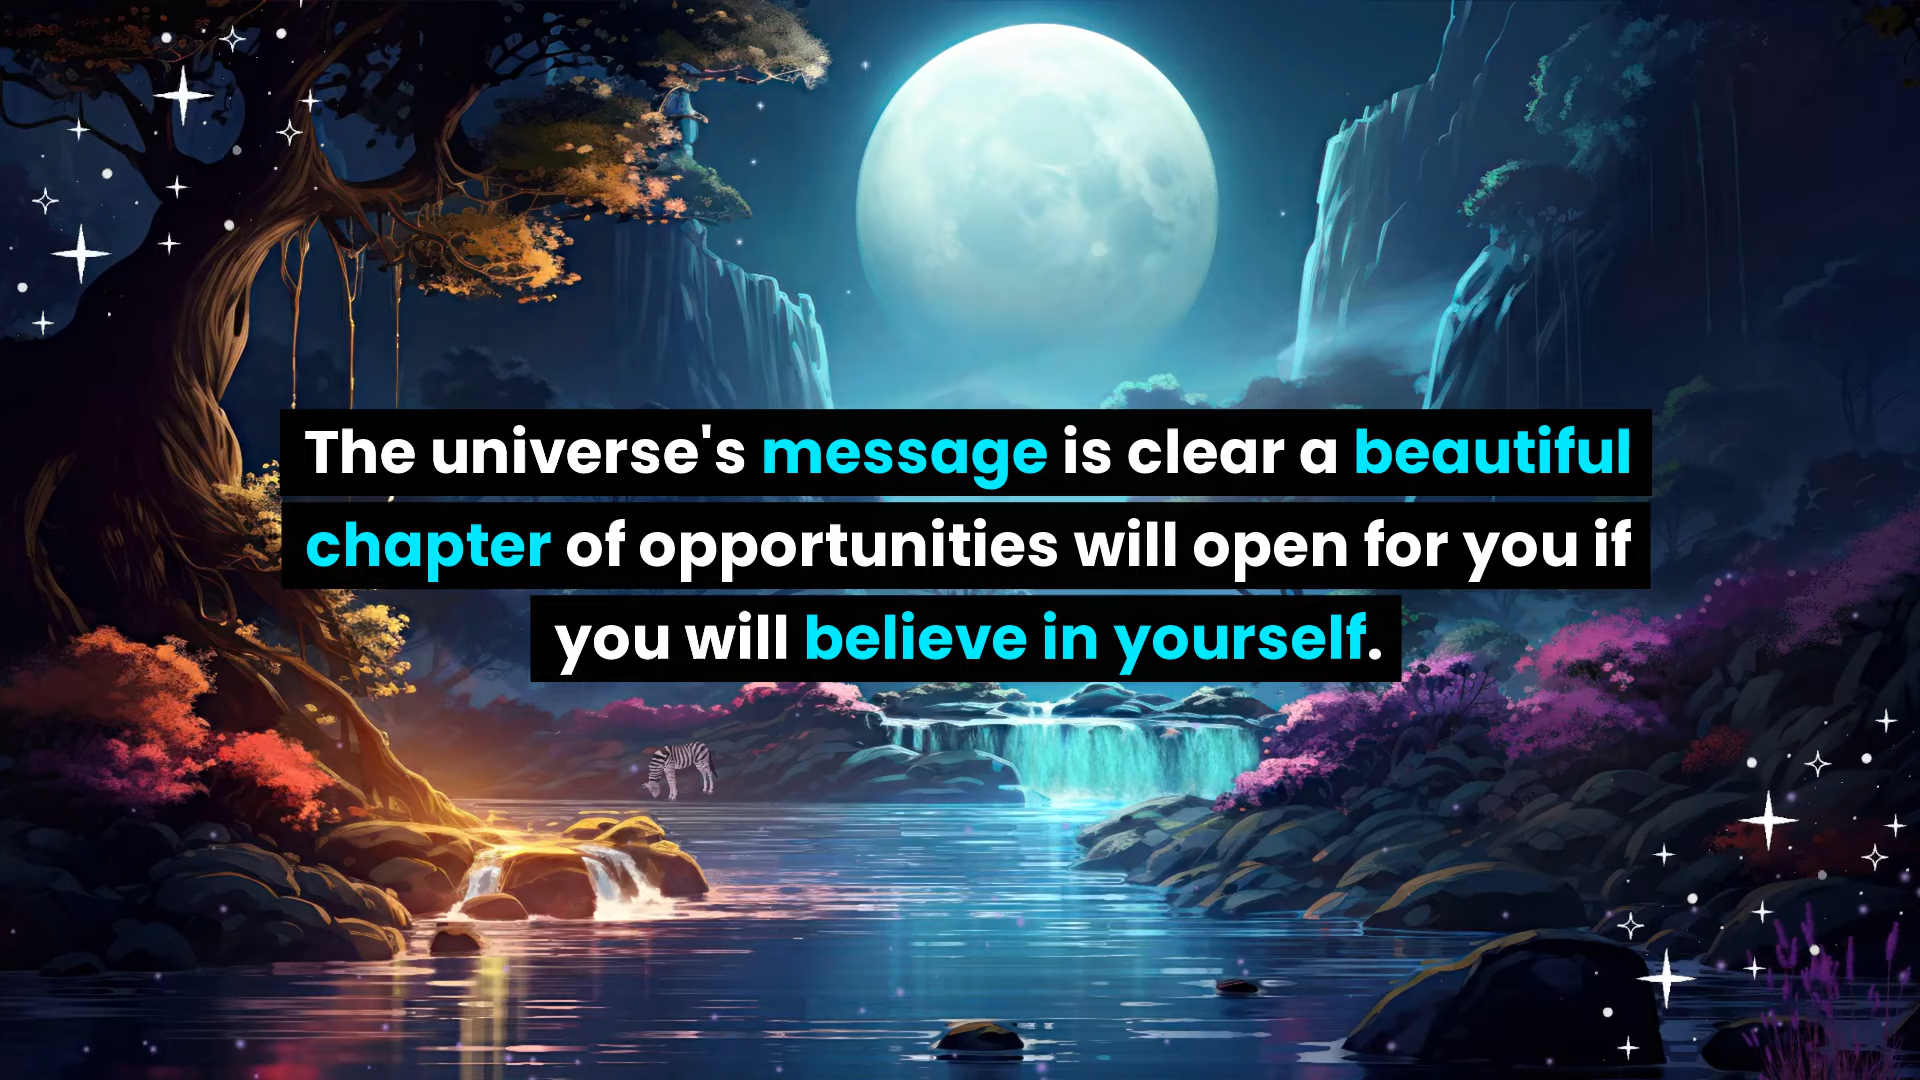 The universe's message is clear a beautiful
chapter of opportunities will open for you if
you will believe in yourself.